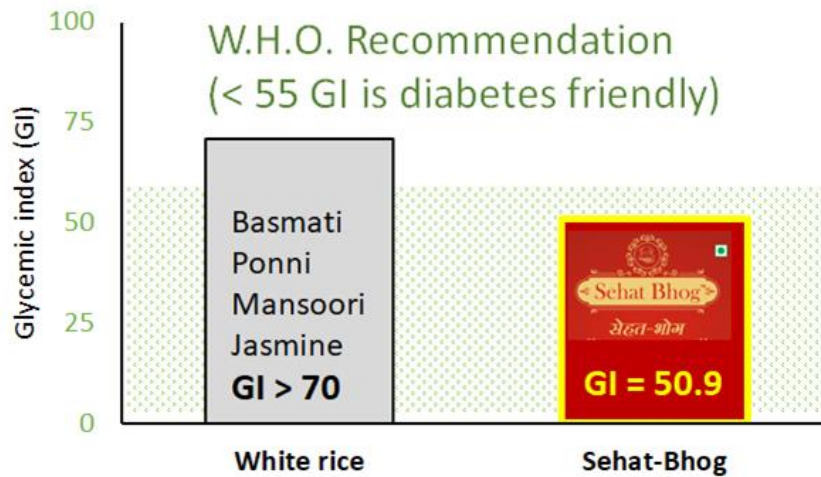 W.H.O. Recommendation
(< 55 GI is diabetes friendly)
Glycemic index (GI)
100
75
50
25
0
Basmati
Ponni
Mansoori
Jasmine
GI > 70
Sehat Bhog
सेहत-भोग
GI = 50.9
White rice
Sehat-Bhog